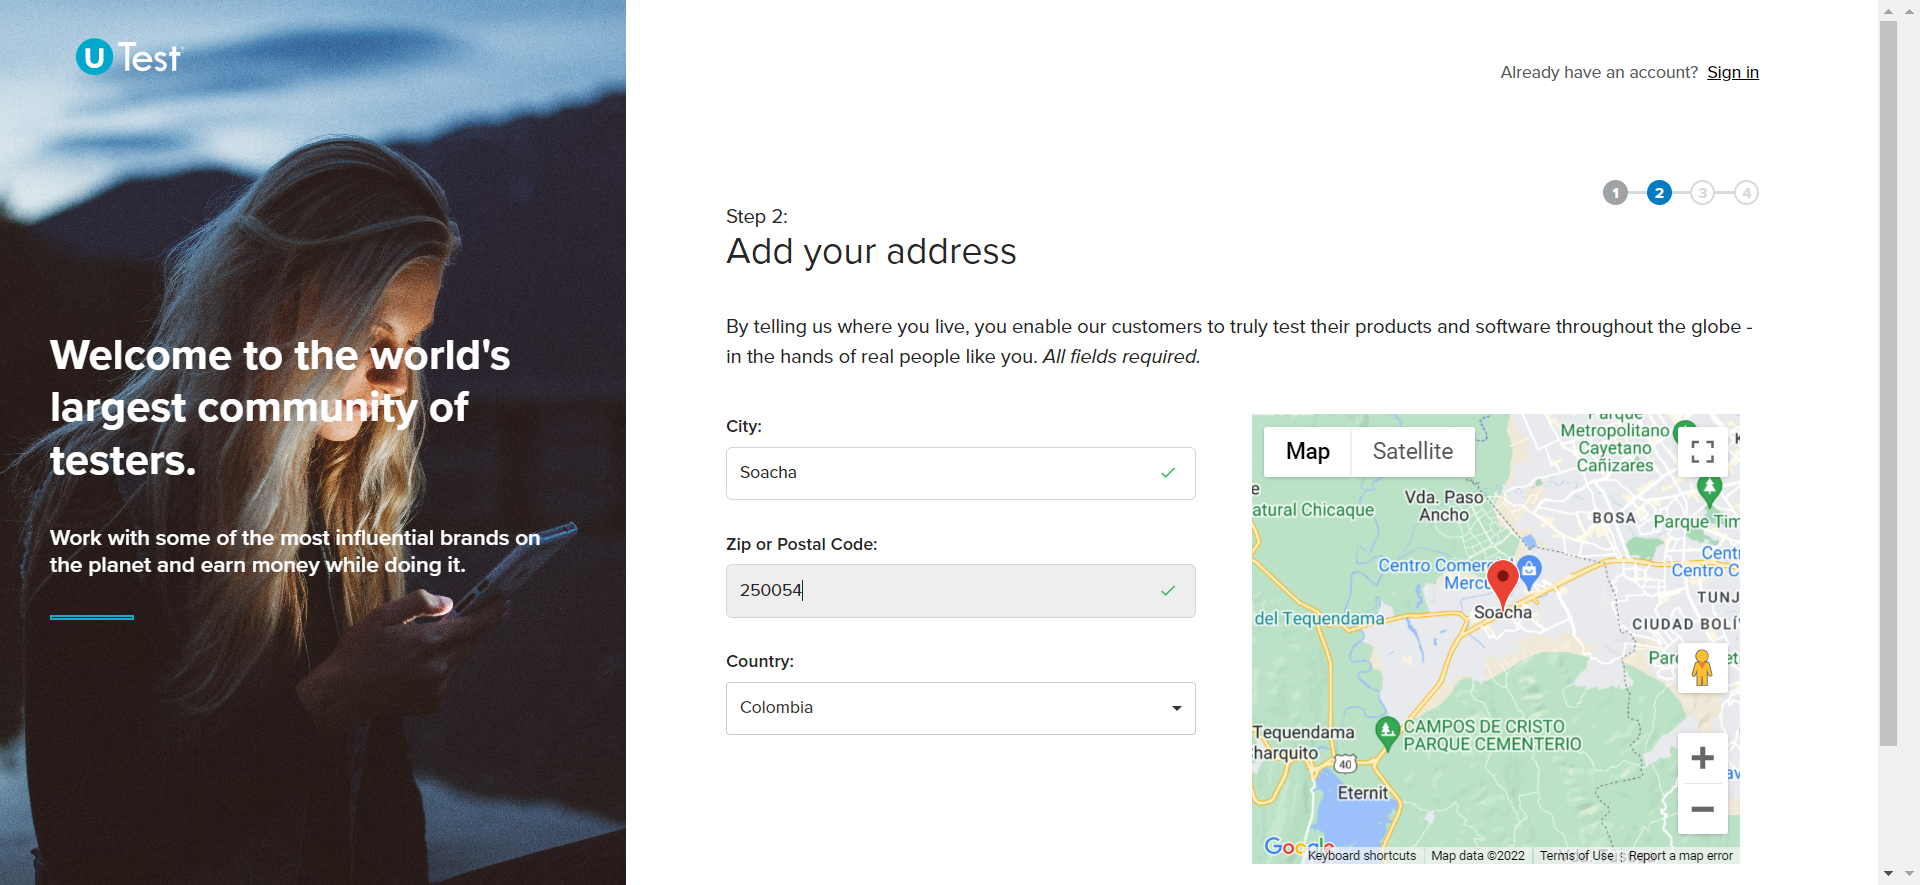 U Test
Already have an account? Sign in
1 2 3 4
Step 2:
Add your address
Welcome to the world's
largest community of
testers.
Work with some of the most influential brands on
the planet and earn money while doing it.
By telling us where you live, you enable our customers to truly test their products and software throughout the globe -
in the hands of real people like you. All fields required.
City:
Soacha
Zip or Postal Code:
250054
Country:
Colombia
Map Satellite
Parque
Metropolitano
Cayetano
Cañizares
Vda. Paso
Ancho
atural Chicaque
BOSA
Parque Tim
Centro Comer
Merc
Centr
Centro C
Soacha
TUNJ
del Tequendama
CIUDAD BOLÍ
CAMPOS DE CRISTO
PARQUE CEMENTERIO
Tequendama
harquito
40
Eternit
Google
Keyboard shortcuts Map data ©2022 Terms of Use Report a map error